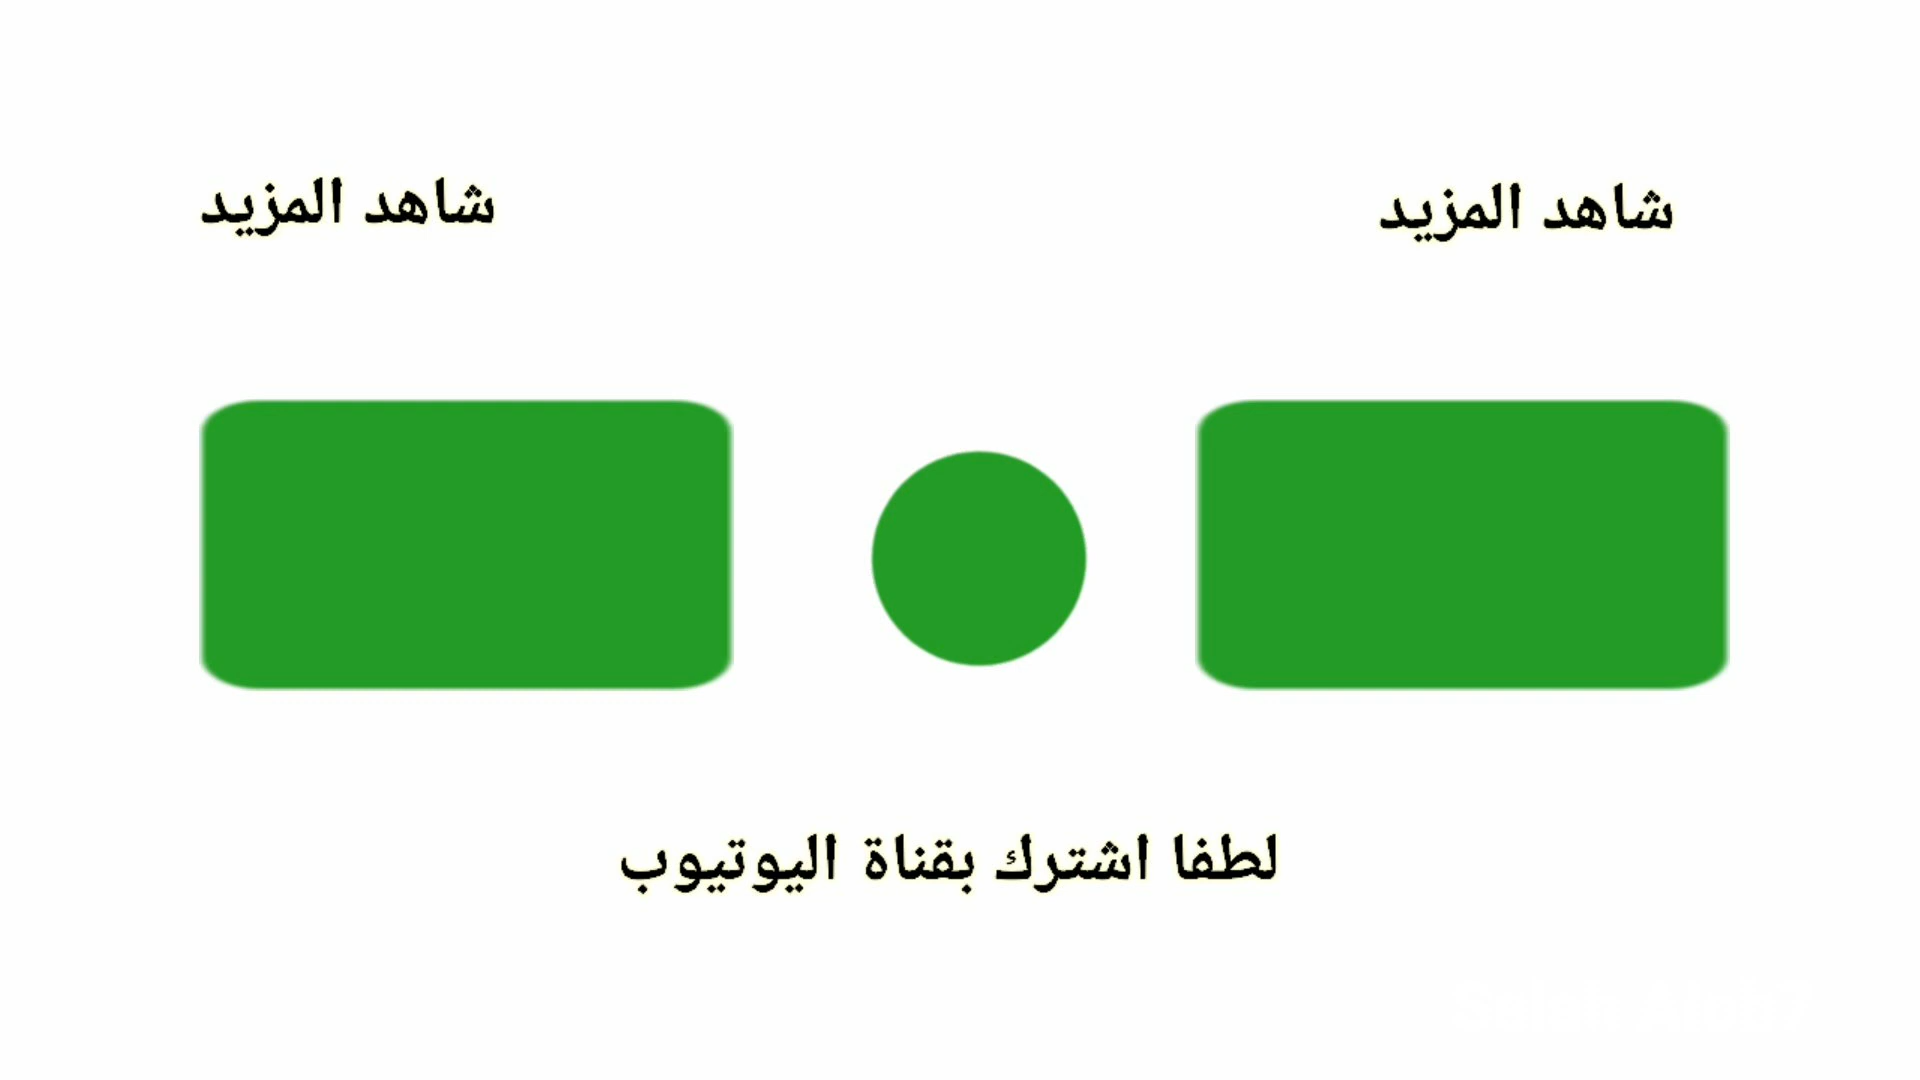 شاهد المزيد
شاهد المزيد
لطفا اشترك بقناة اليوتيوب